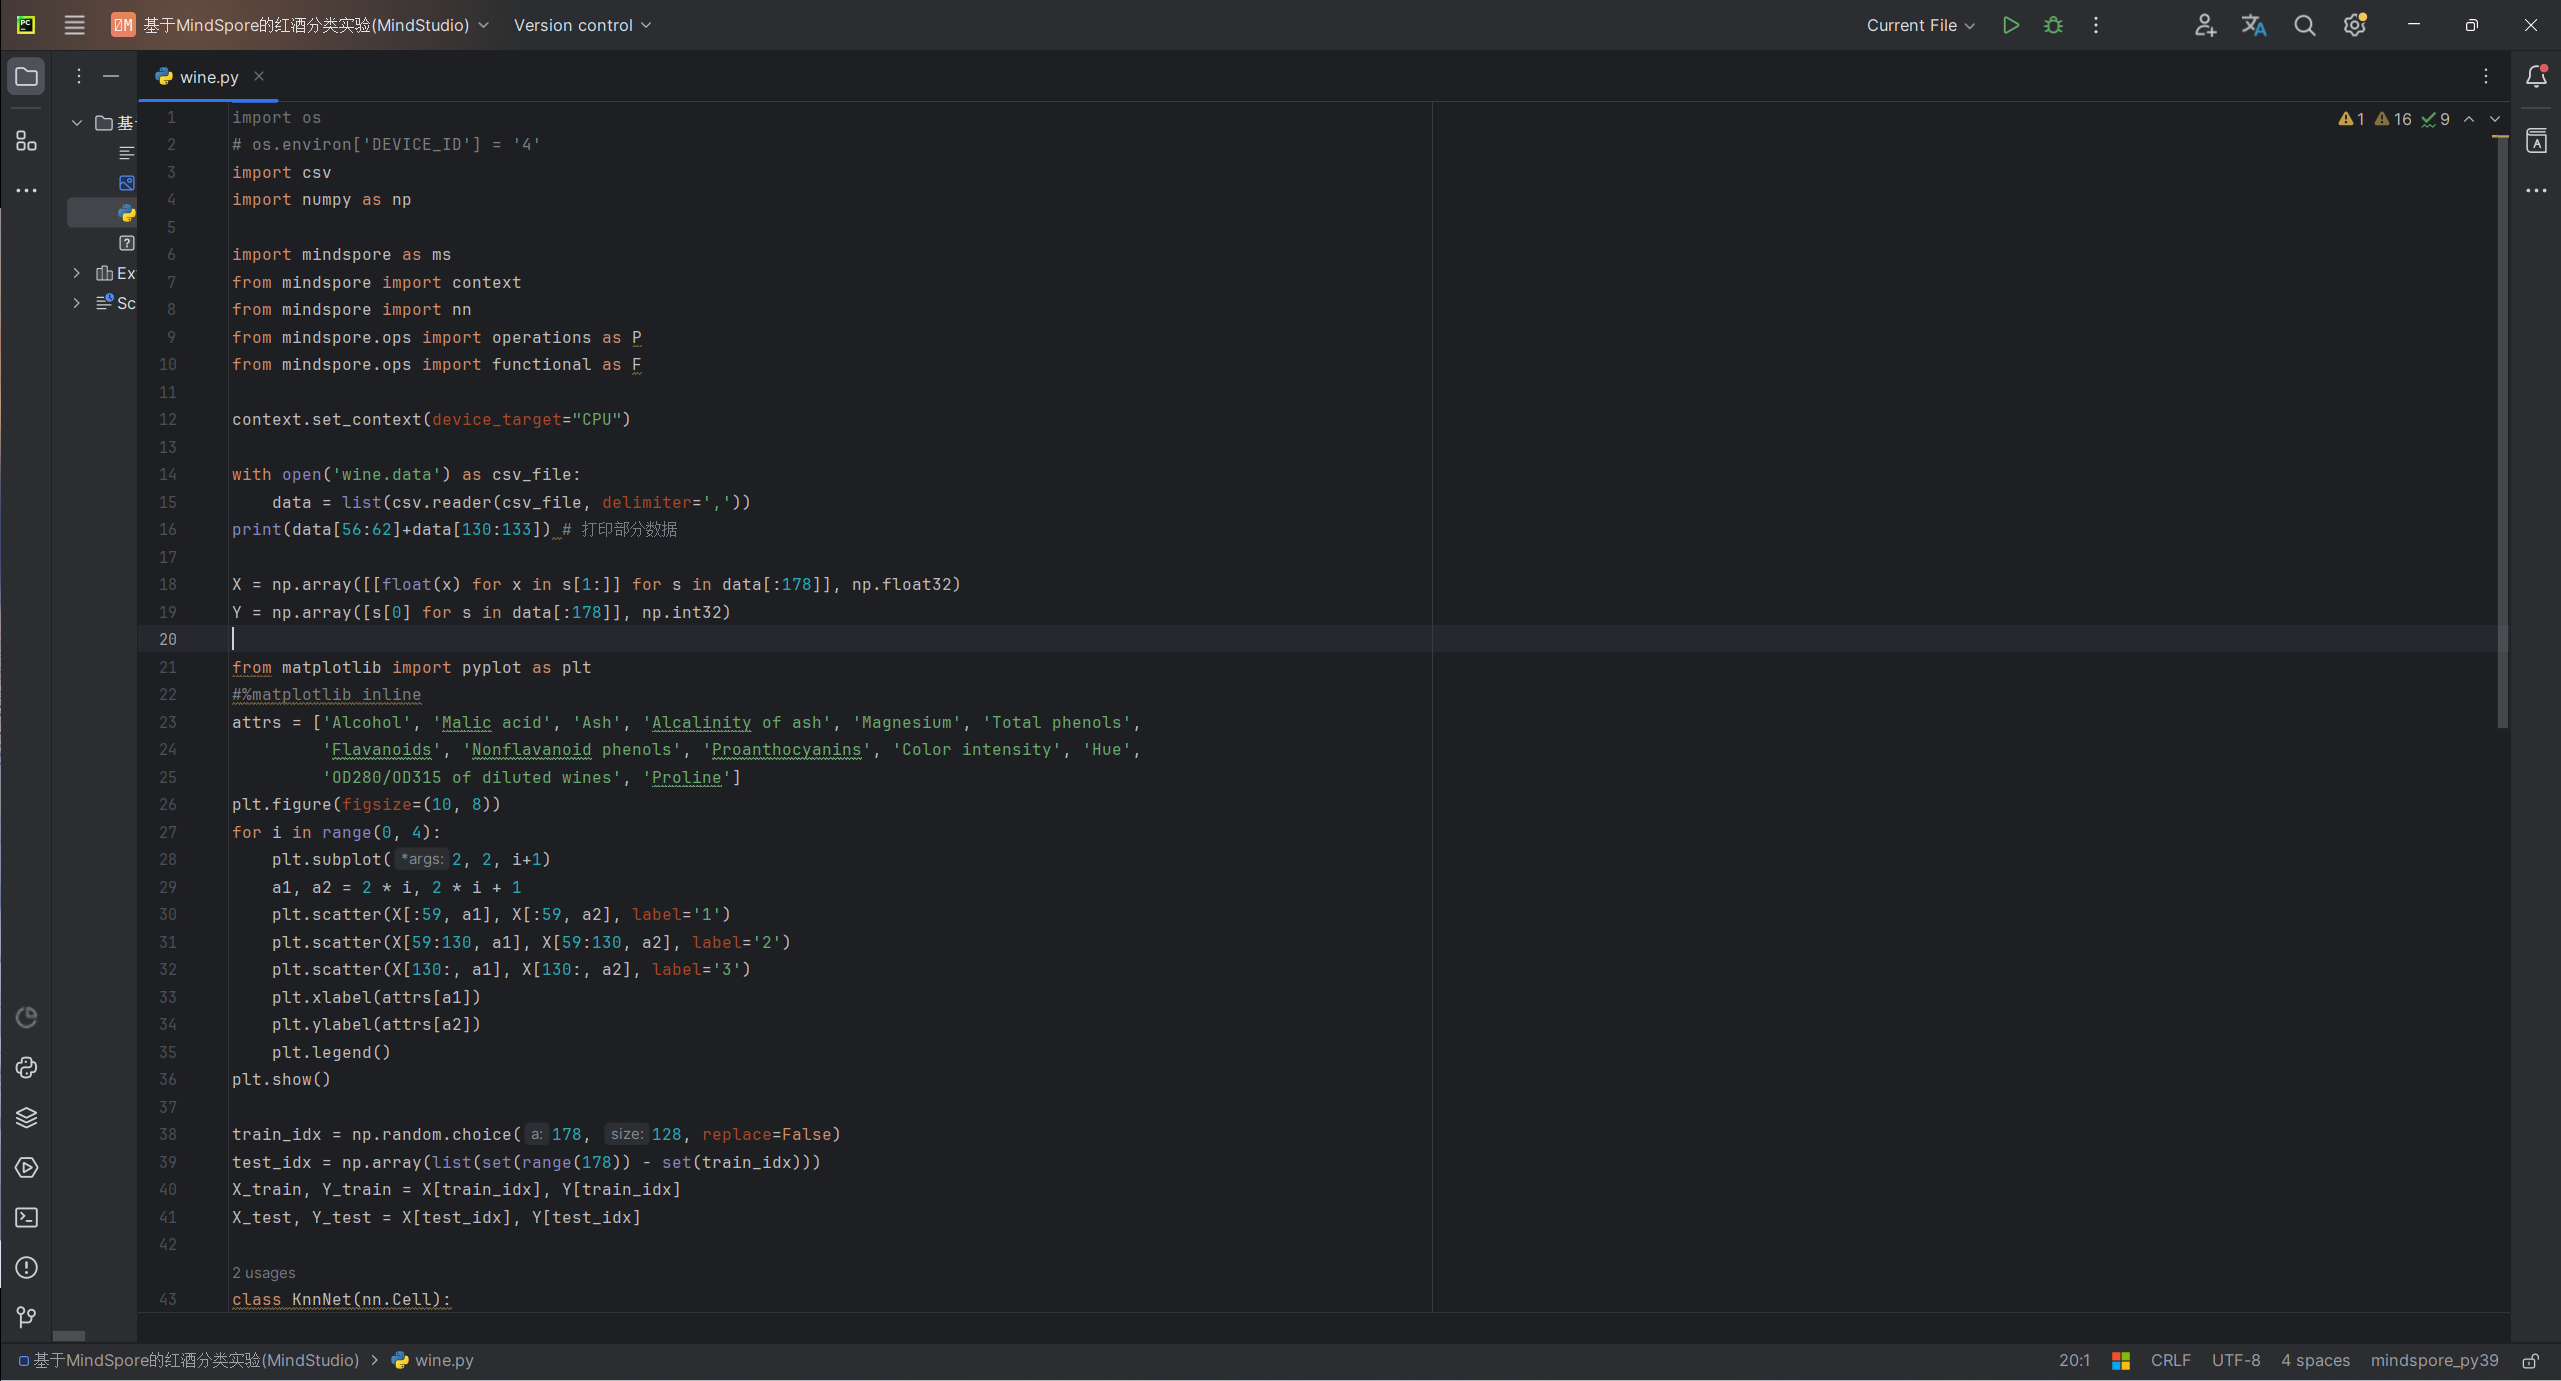 基于MindSpore的红酒分类实验(MindStudio) Version control Current File
wine.py
基
Ex
Sc
1 16 9
1 import os
2 # os.environ['DEVICE_ID'] = '4'
3 import csv
4 import numpy as np
5
6 import mindspore as ms
7 from mindspore import context
8 from mindspore import nn
9 from mindspore.ops import operations as P
10 from mindspore.ops import functional as F
11
12 context.set_context(device_target="CPU")
13
14 with open('wine.data') as csv_file:
15     data = list(csv.reader(csv_file, delimiter=','))
16 print(data[56:62]+data[130:133]) # 打印部分数据
17
18 X = np.array([[float(x) for x in s[1:]] for s in data[:178]], np.float32)
19 Y = np.array([s[0] for s in data[:178]], np.int32)
20
21 from matplotlib import pyplot as plt
22 #%matplotlib inline
23 attrs = ['Alcohol', 'Malic acid', 'Ash', 'Alcalinity of ash', 'Magnesium', 'Total phenols',
24          'Flavanoids', 'Nonflavanoid phenols', 'Proanthocyanins', 'Color intensity', 'Hue',
25          'OD280/OD315 of diluted wines', 'Proline']
26 plt.figure(figsize=(10, 8))
27 for i in range(0, 4):
28     plt.subplot( *args: 2, 2, i+1)
29     a1, a2 = 2 * i, 2 * i + 1
30     plt.scatter(X[:59, a1], X[:59, a2], label='1')
31     plt.scatter(X[59:130, a1], X[59:130, a2], label='2')
32     plt.scatter(X[130:, a1], X[130:, a2], label='3')
33     plt.xlabel(attrs[a1])
34     plt.ylabel(attrs[a2])
35     plt.legend()
36 plt.show()
37
38 train_idx = np.random.choice( a: 178, size: 128, replace=False)
39 test_idx = np.array(list(set(range(178)) - set(train_idx)))
40 X_train, Y_train = X[train_idx], Y[train_idx]
41 X_test, Y_test = X[test_idx], Y[test_idx]
42
2 usages
43 class KnnNet(nn.Cell):
基于MindSpore的红酒分类实验(MindStudio) > wine.py 20:1 CRLF UTF-8 4 spaces mindspore_py39